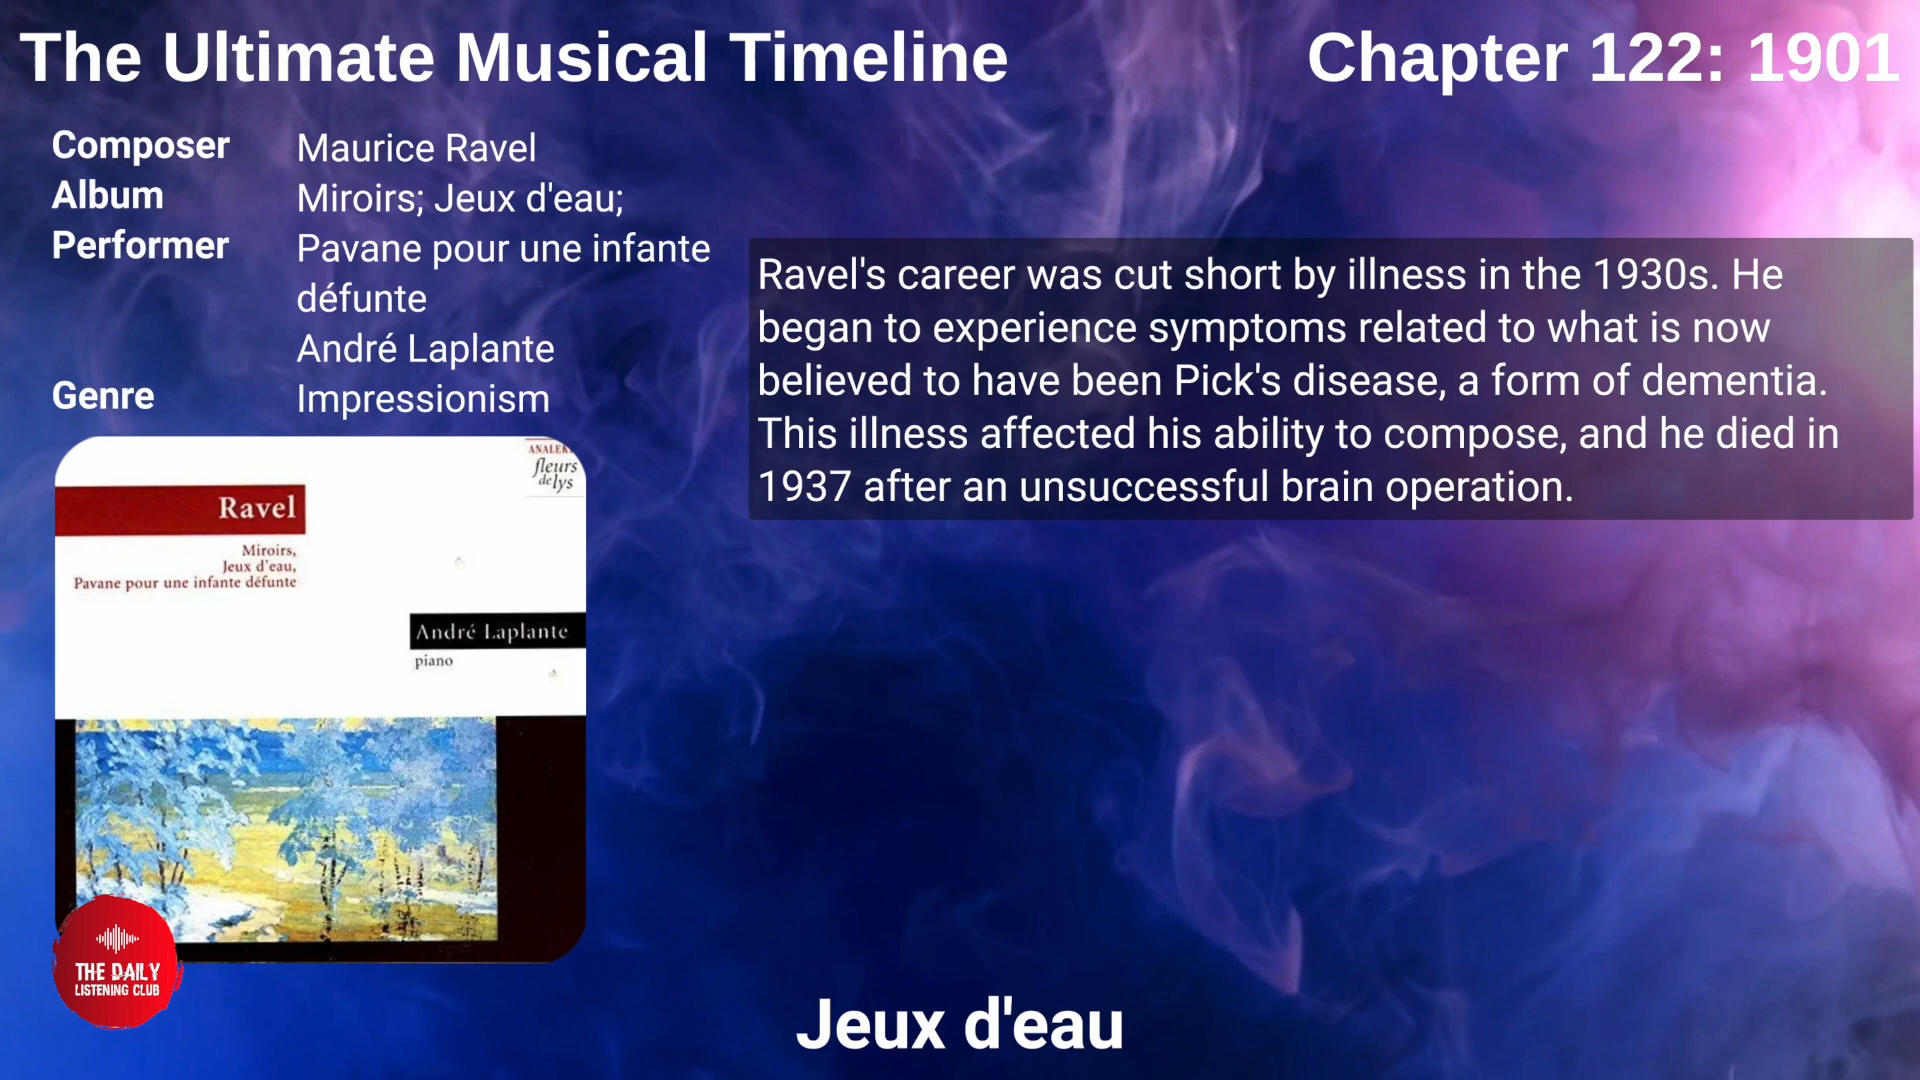 The Ultimate Musical Timeline
Chapter 122: 1901
Composer
Maurice Ravel
Album
Miroirs; Jeux d'eau;
Performer
Pavane pour une infante
défunte
André Laplante
Genre
Impressionism
Ravel's career was cut short by illness in the 1930s. He
began to experience symptoms related to what is now
believed to have been Pick's disease, a form of dementia.
This illness affected his ability to compose, and he died in
1937 after an unsuccessful brain operation.
fleurs
de lys
Ravel
Miroirs,
Jeux d'eau,
Pavane pour une infante défunte
André Laplante
piano
THE DAILY
LISTENING CLUB
Jeux d'eau